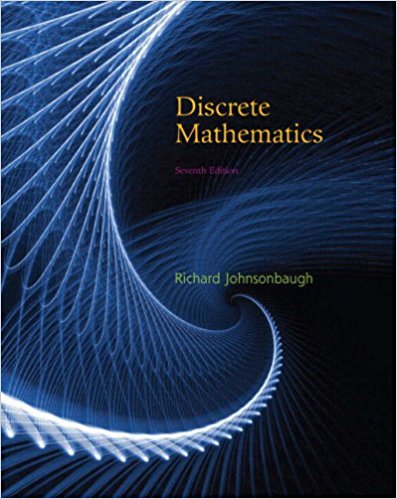 Discrete
Mathematics
Seventh Edition
Richard Johnsonbaugh